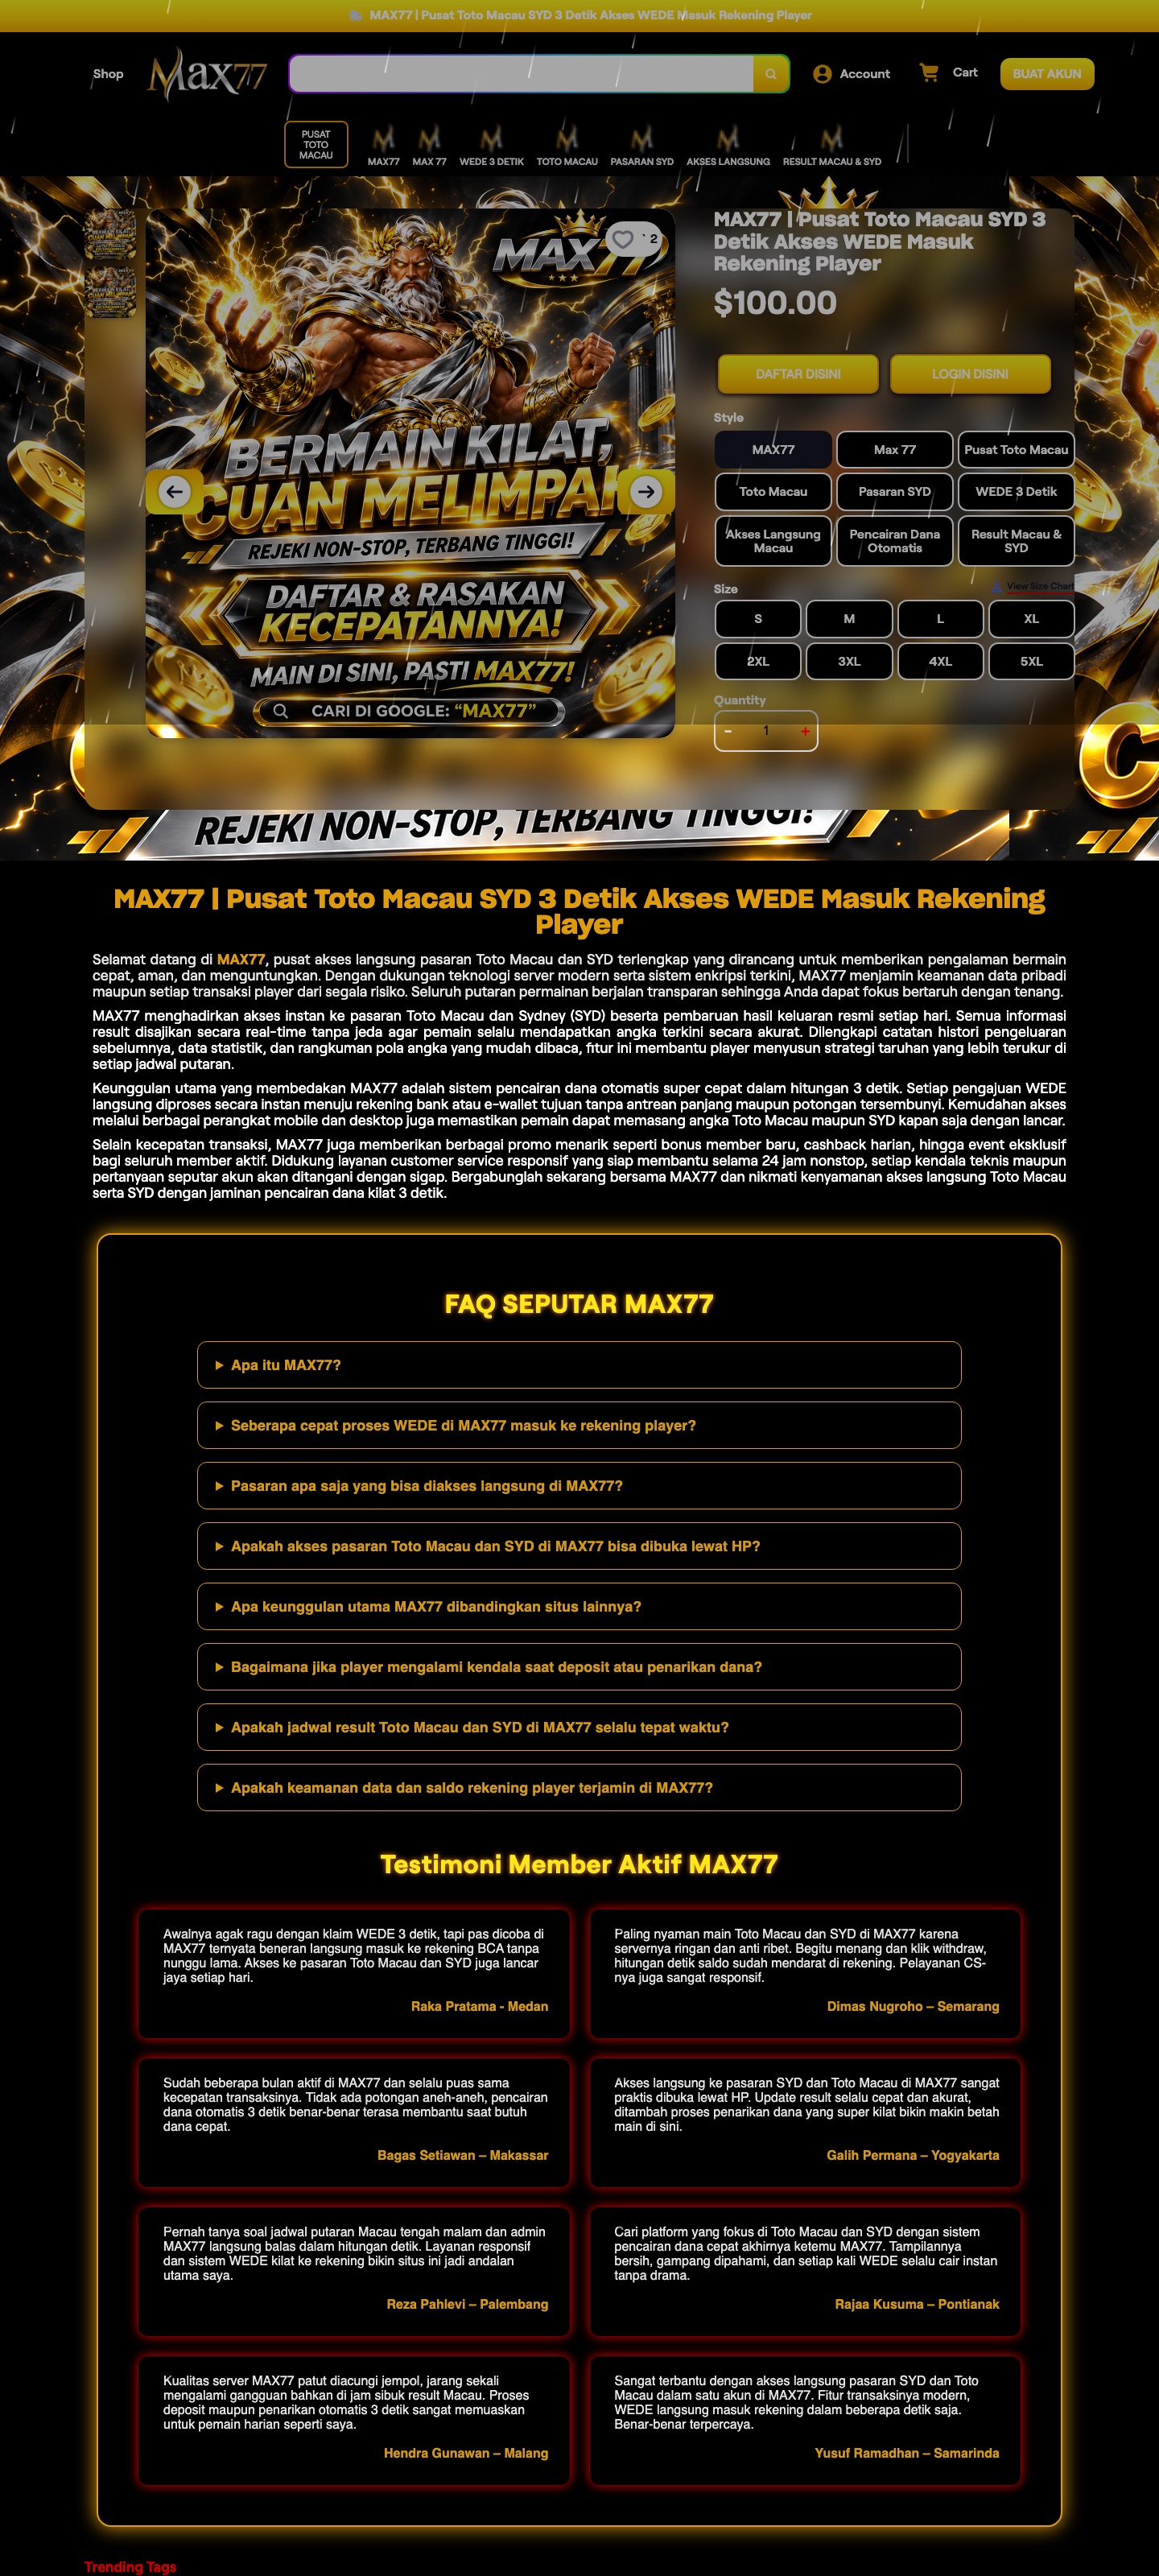 MAX77 | Pusat Toto Macau SYD 3 Detik Akses WEDE Masuk Rekening Player
Shop
Max77
Account
Cart
BUAT AKUN
PUSAT
TOTO
MACAU
MAX77
MAX 77
WEDE 3 DETIK
TOTO MACAU
PASARAN SYD
AKSES LANGSUNG
RESULT MACAU & SYD
MAX77
2
BERMAIN KILAT,
CUAN MELIMPAH
REJEKI NON-STOP, TERBANG TINGGI!
DAFTAR & RASAKAN
KECEPATANNYA!
MAIN DI SINI, PASTI MAX77!
CARI DI GOOGLE: “MAX77”
MAX77 | Pusat Toto Macau SYD 3
Detik Akses WEDE Masuk
Rekening Player
$100.00
DAFTAR DISINI
LOGIN DISINI
Style
MAX77
Max 77
Pusat Toto Macau
Toto Macau
Pasaran SYD
WEDE 3 Detik
Akses Langsung
Macau
Pencairan Dana
Otomatis
Result Macau &
SYD
Size
View Size Chart
S
M
L
XL
2XL
3XL
4XL
5XL
Quantity
- 1 +
REJEKI NON-STOP, TERBANG TINGGI!
MAX77 | Pusat Toto Macau SYD 3 Detik Akses WEDE Masuk Rekening
Player
Selamat datang di MAX77, pusat akses langsung pasaran Toto Macau dan SYD terlengkap yang dirancang untuk memberikan pengalaman bermain
cepat, aman, dan menguntungkan. Dengan dukungan teknologi server modern serta sistem enkripsi terkini, MAX77 menjamin keamanan data pribadi
maupun setiap transaksi player dari segala risiko. Seluruh putaran permainan berjalan transparan sehingga Anda dapat fokus bertaruh dengan tenang.
MAX77 menghadirkan akses instan ke pasaran Toto Macau dan Sydney (SYD) beserta pembaruan hasil keluaran resmi setiap hari. Semua informasi
result disajikan secara real-time tanpa jeda agar pemain selalu mendapatkan angka terkini secara akurat. Dilengkapi catatan histori pengeluaran
sebelumnya, data statistik, dan rangkuman pola angka yang mudah dibaca, fitur ini membantu player menyusun strategi taruhan yang lebih terukur di
setiap jadwal putaran.
Keunggulan utama yang membedakan MAX77 adalah sistem pencairan dana otomatis super cepat dalam hitungan 3 detik. Setiap pengajuan WEDE
langsung diproses secara instan menuju rekening bank atau e-wallet tujuan tanpa antrean panjang maupun potongan tersembunyi. Kemudahan akses
melalui berbagai perangkat mobile dan desktop juga memastikan pemain dapat memasang angka Toto Macau maupun SYD kapan saja dengan lancar.
Selain kecepatan transaksi, MAX77 juga memberikan berbagai promo menarik seperti bonus member baru, cashback harian, hingga event eksklusif
bagi seluruh member aktif. Didukung layanan customer service responsif yang siap membantu selama 24 jam nonstop, setiap kendala teknis maupun
pertanyaan seputar akun akan ditangani dengan sigap. Bergabunglah sekarang bersama MAX77 dan nikmati kenyamanan akses langsung Toto Macau
serta SYD dengan jaminan pencairan dana kilat 3 detik.
FAQ SEPUTAR MAX77
Apa itu MAX77?
Seberapa cepat proses WEDE di MAX77 masuk ke rekening player?
Pasaran apa saja yang bisa diakses langsung di MAX77?
Apakah akses pasaran Toto Macau dan SYD di MAX77 bisa dibuka lewat HP?
Apa keunggulan utama MAX77 dibandingkan situs lainnya?
Bagaimana jika player mengalami kendala saat deposit atau penarikan dana?
Apakah jadwal result Toto Macau dan SYD di MAX77 selalu tepat waktu?
Apakah keamanan data dan saldo rekening player terjamin di MAX77?
Testimoni Member Aktif MAX77
Awalnya agak ragu dengan klaim WEDE 3 detik, tapi pas dicoba di
MAX77 ternyata beneran langsung masuk ke rekening BCA tanpa
nunggu lama. Akses ke pasaran Toto Macau dan SYD juga lancar
jaya setiap hari.
Raka Pratama - Medan
Paling nyaman main Toto Macau dan SYD di MAX77 karena
servernya ringan dan anti ribet. Begitu menang dan klik withdraw,
hitungan detik saldo sudah mendarat di rekening. Pelayanan CS-
nya juga sangat responsif.
Dimas Nugroho – Semarang
Sudah beberapa bulan aktif di MAX77 dan selalu puas sama
kecepatan transaksinya. Tidak ada potongan aneh-aneh, pencairan
dana otomatis 3 detik benar-benar terasa membantu saat butuh
dana cepat.
Bagas Setiawan – Makassar
Akses langsung ke pasaran SYD dan Toto Macau di MAX77 sangat
praktis dibuka lewat HP. Update result selalu cepat dan akurat,
ditambah proses penarikan dana yang super kilat bikin makin betah
main di sini.
Galih Permana – Yogyakarta
Pernah tanya soal jadwal putaran Macau tengah malam dan admin
MAX77 langsung balas dalam hitungan detik. Layanan responsif
dan sistem WEDE kilat ke rekening bikin situs ini jadi andalan
utama saya.
Reza Pahlevi – Palembang
Cari platform yang fokus di Toto Macau dan SYD dengan sistem
pencairan dana cepat akhirnya ketemu MAX77. Tampilannya
bersih, gampang dipahami, dan setiap kali WEDE selalu cair instan
tanpa drama.
Rajaa Kusuma – Pontianak
Kualitas server MAX77 patut diacungi jempol, jarang sekali
mengalami gangguan bahkan di jam sibuk result Macau. Proses
deposit maupun penarikan otomatis 3 detik sangat memuaskan
untuk pemain harian seperti saya.
Hendra Gunawan – Malang
Sangat terbantu dengan akses langsung pasaran SYD dan Toto
Macau dalam satu akun di MAX77. Fitur transaksinya modern,
WEDE langsung masuk rekening dalam beberapa detik saja.
Benar-benar terpercaya.
Yusuf Ramadhan – Samarinda
Trending Tags